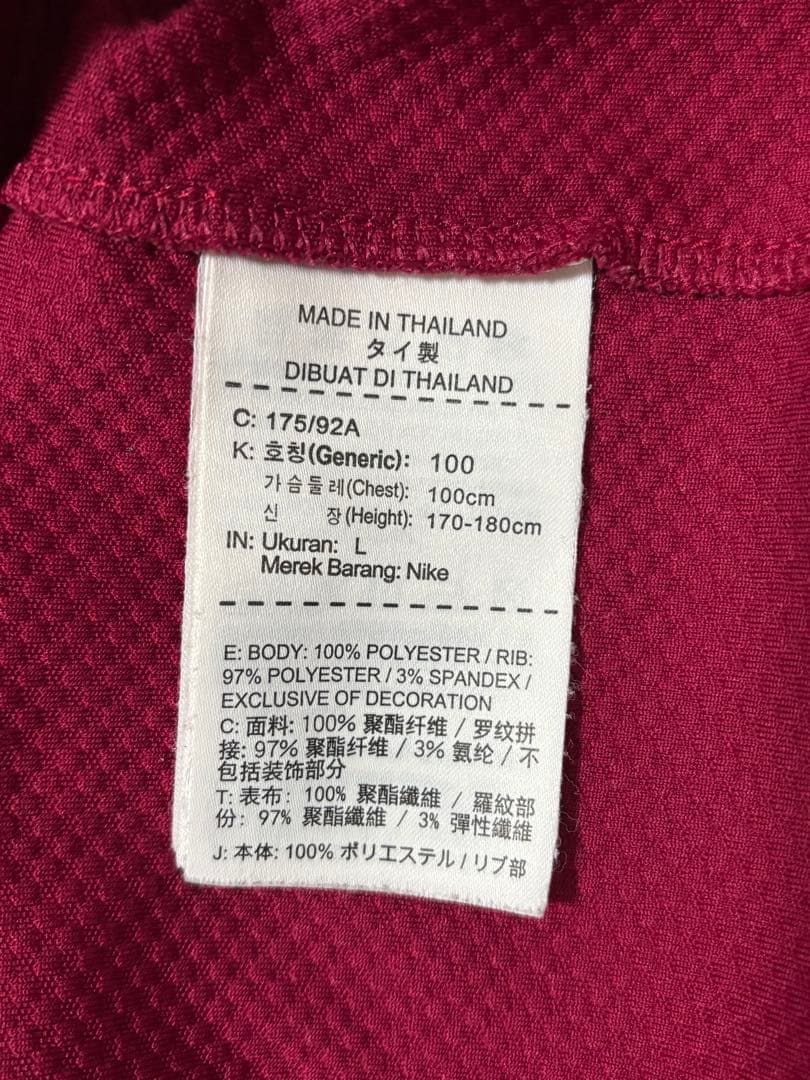 MADE IN THAILAND
タイ製
DIBUAT DI THAILAND
C: 175/92A
K: 호칭(Generic): 100
가슴둘레(Chest): 100cm
신 장(Height): 170-180cm
IN: Ukuran: L
Merek Barang: Nike
E: BODY: 100% POLYESTER / RIB:
97% POLYESTER / 3% SPANDEX /
EXCLUSIVE OF DECORATION
C: 面料: 100% 聚酯纤维 / 罗纹拼
接: 97% 聚酯纤维 / 3% 氨纶 / 不
包括装饰部分
T: 表布: 100% 聚酯纖維 / 羅紋部
份: 97% 聚酯纖維 / 3% 彈性纖維
J: 本体: 100% ポリエステル / リブ部